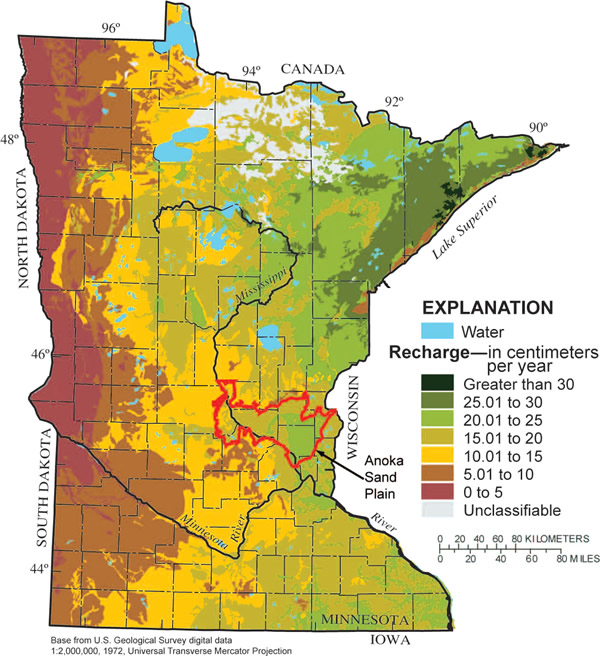 96°
94°
CANADA
92°
90°
48°
NORTH DAKOTA
Lake Superior
Mississippi
EXPLANATION
Water
Recharge—in centimeters
per year
Greater than 30
25.01 to 30
20.01 to 25
15.01 to 20
10.01 to 15
5.01 to 10
0 to 5
Unclassifiable
46°
WISCONSIN
Anoka
Sand
Plain
SOUTH DAKOTA
Minnesota
River
River
0 20 40 60 80 KILOMETERS
0 20 40 60 80 MILES
44°
MINNESOTA
IOWA
Base from U.S. Geological Survey digital data
1:2,000,000, 1972, Universal Transverse Mercator Projection